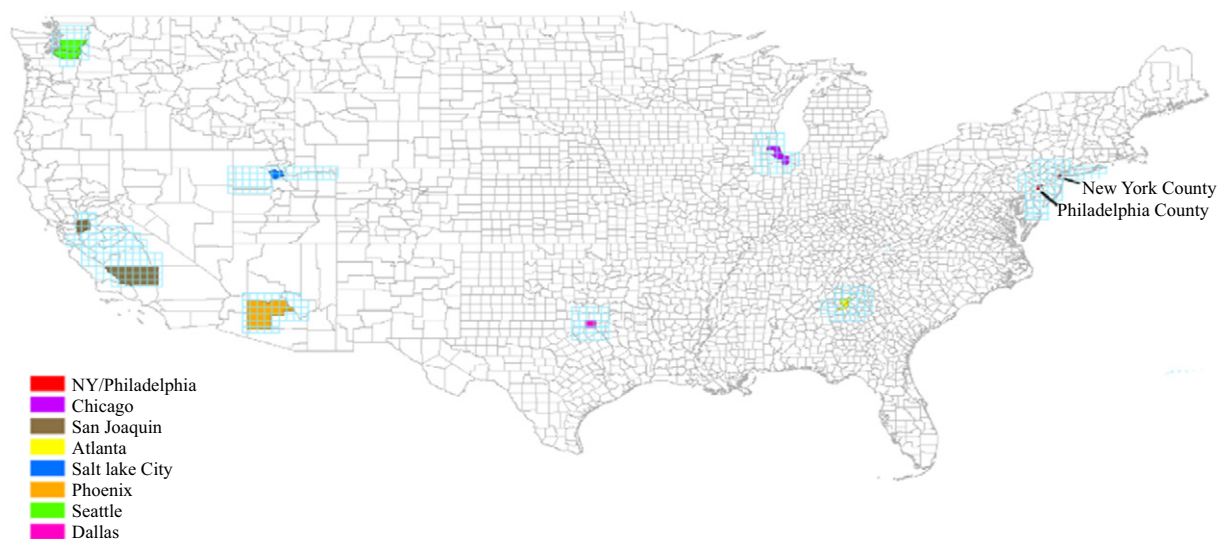 New York County
Philadelphia County
NY/Philadelphia
Chicago
San Joaquin
Atlanta
Salt lake City
Phoenix
Seattle
Dallas